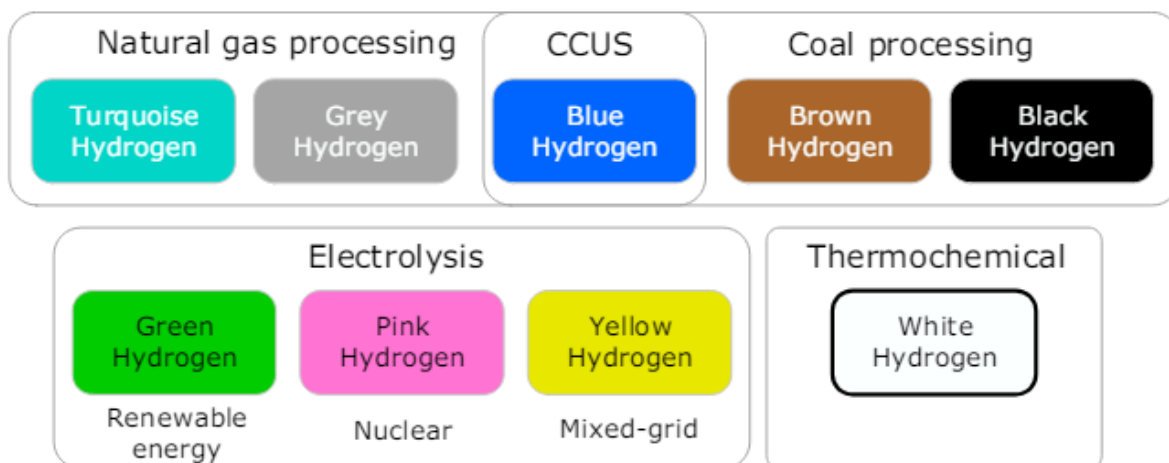 Natural gas processing
CCUS
Coal processing
Turquoise
Hydrogen
Grey
Hydrogen
Blue
Hydrogen
Brown
Hydrogen
Black
Hydrogen
Electrolysis
Thermochemical
Green
Hydrogen
Pink
Hydrogen
Yellow
Hydrogen
White
Hydrogen
Renewable
energy
Nuclear
Mixed-grid